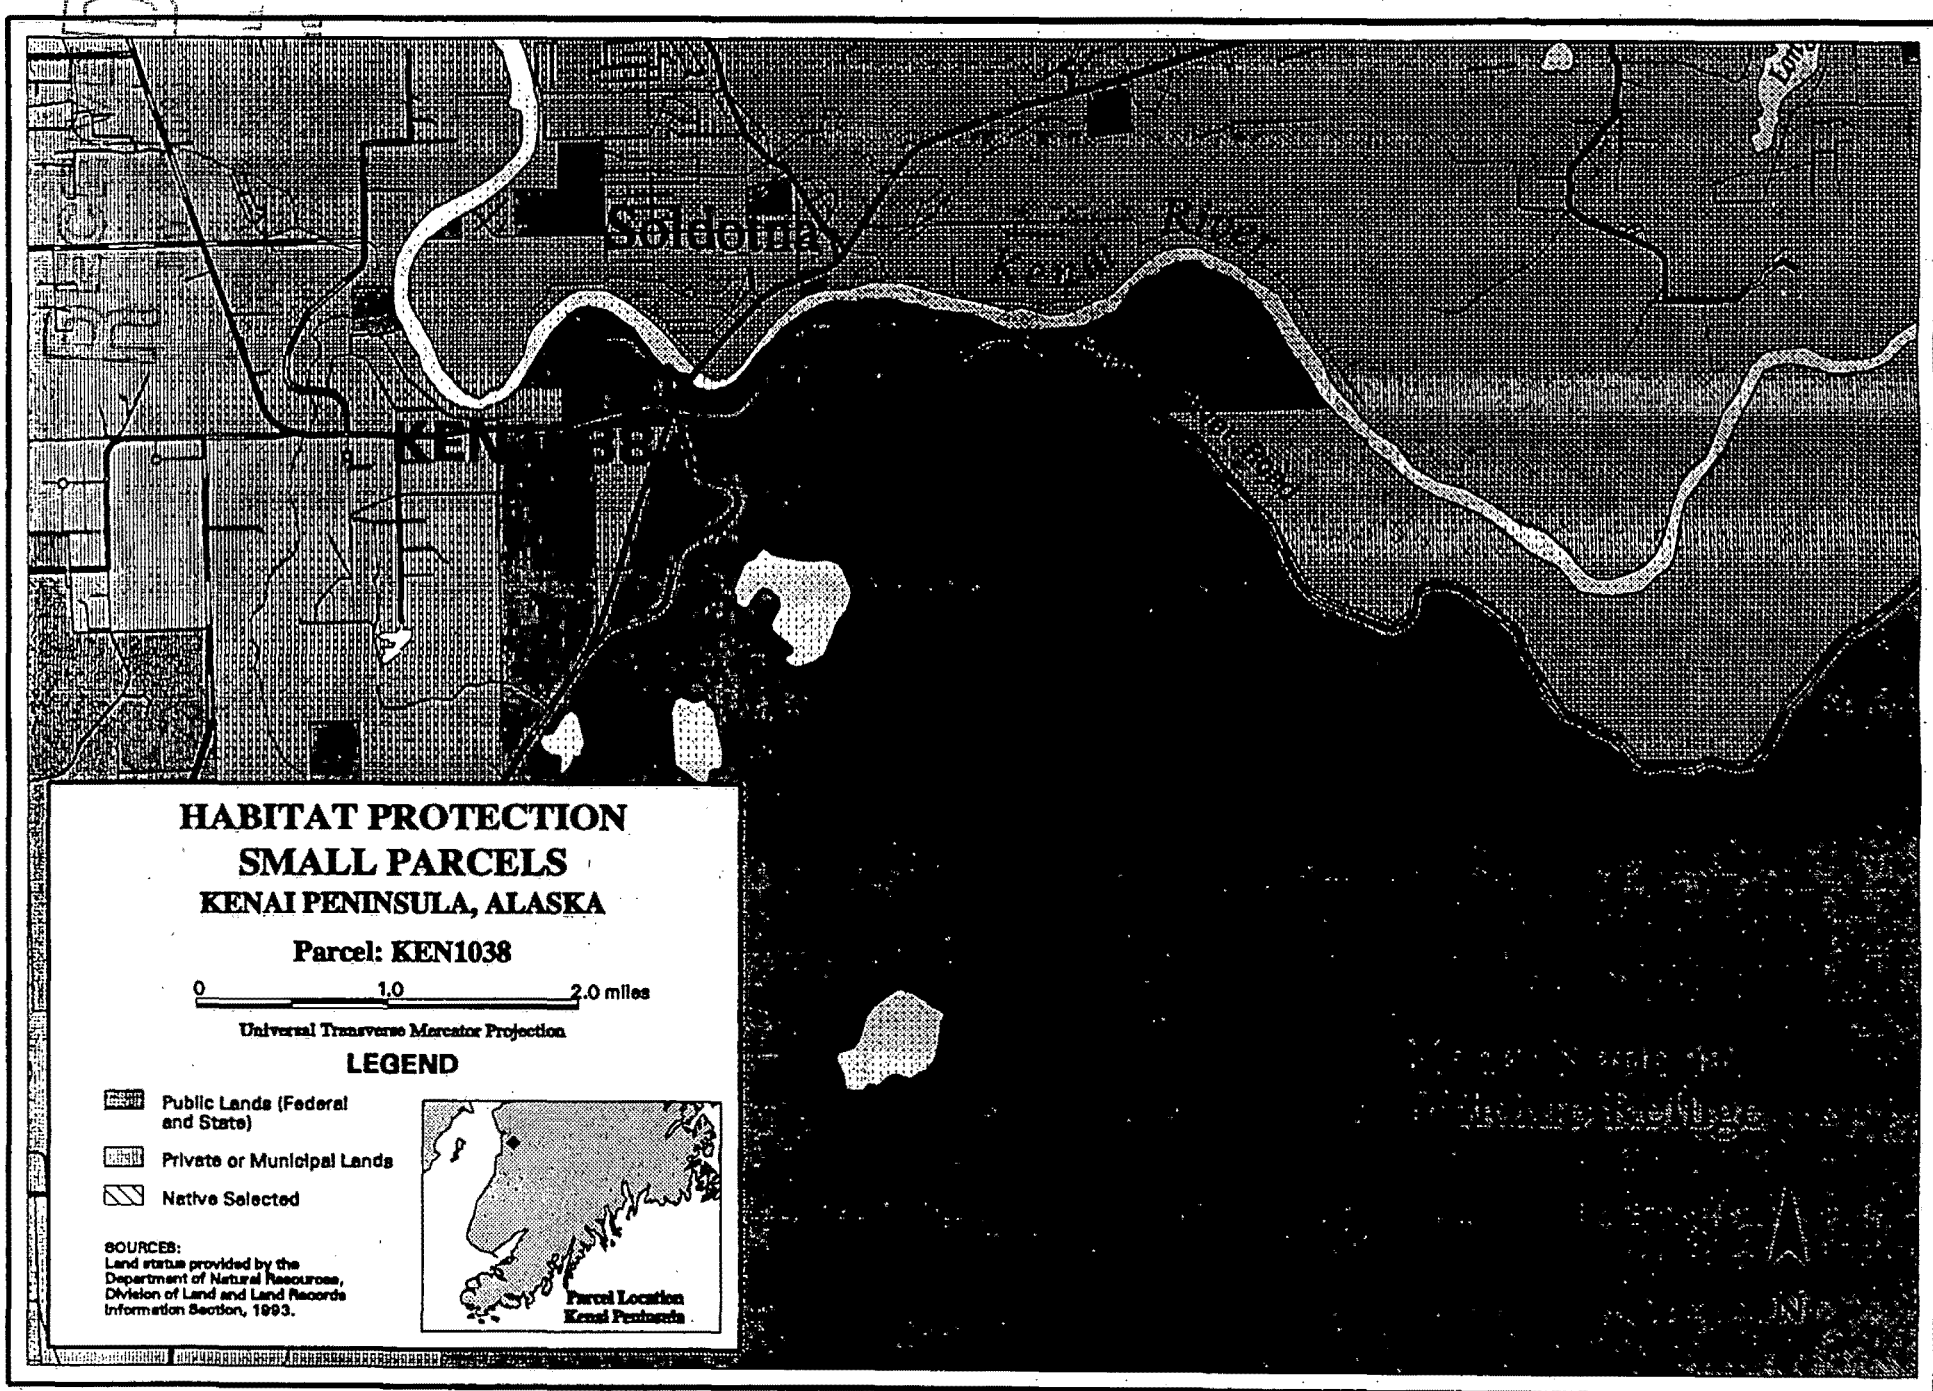 Soldotna
Kenai River
HABITAT PROTECTION
SMALL PARCELS
KENAI PENINSULA, ALASKA
Parcel: KEN1038
0 1.0 2.0 miles
Universal Transverse Mercator Projection
LEGEND
Public Lands (Federal
and State)
Private or Municipal Lands
Native Selected
SOURCES:
Land status provided by the
Department of Natural Resources,
Division of Land and Land Records
Information Section, 1993.
Parcel Location
Kenai Peninsula
Refuge
N